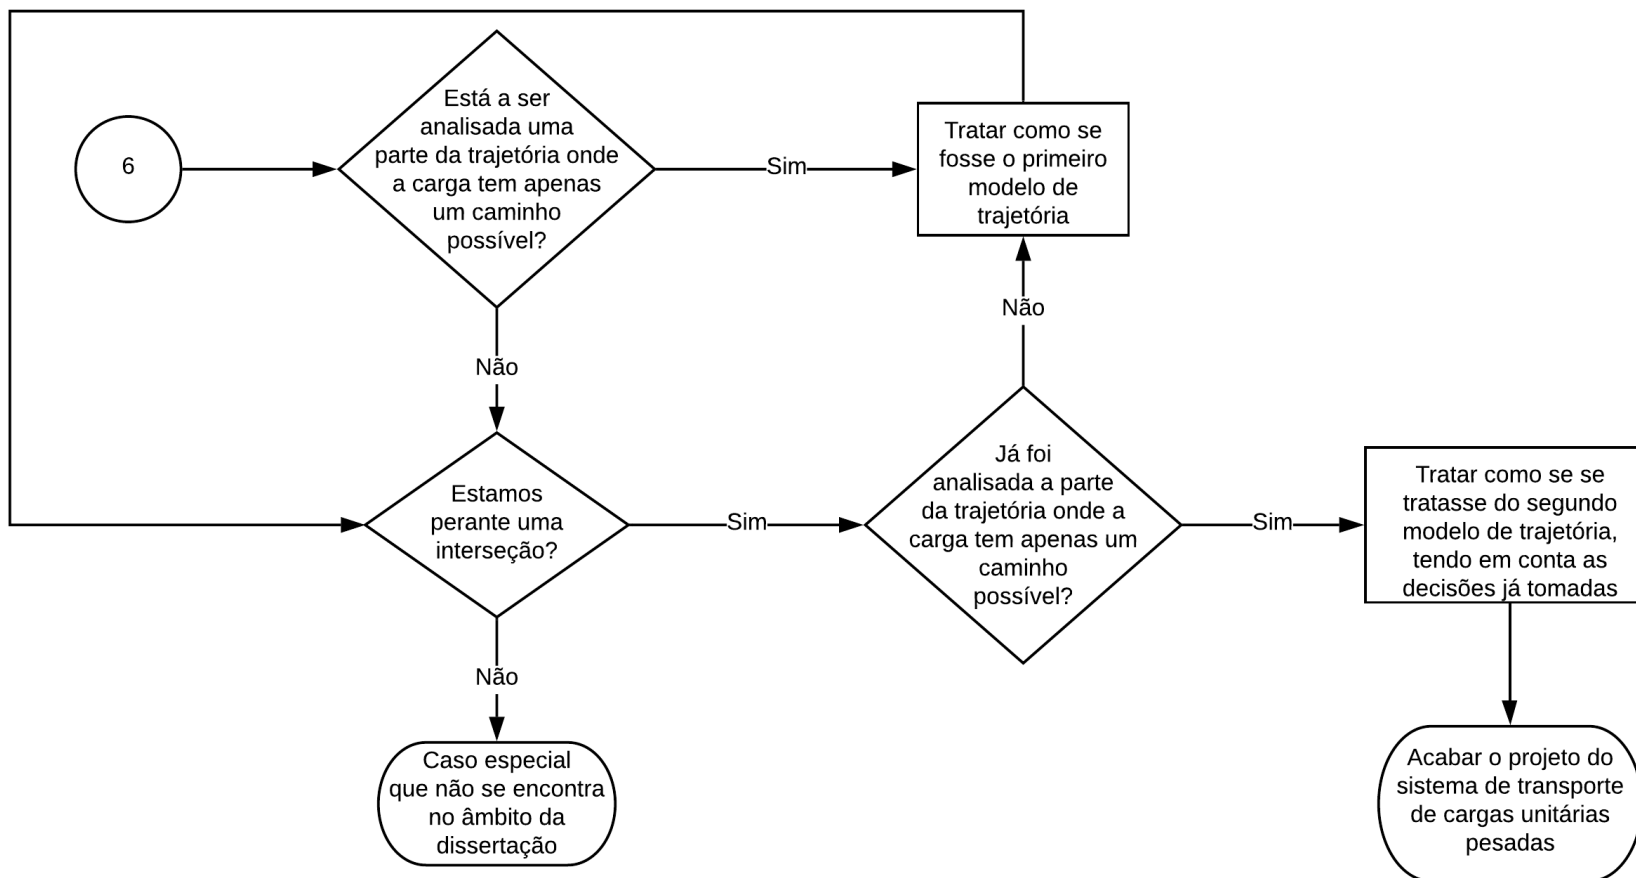 6
Está a ser
analisada uma
parte da trajetória onde
a carga tem apenas
um caminho
possível?
Sim
Tratar como se
fosse o primeiro
modelo de
trajetória
Não
Não
Estamos
perante uma
interseção?
Sim
Já foi
analisada a parte
da trajetória onde a
carga tem apenas um
caminho
possível?
Sim
Tratar como se se
tratasse do segundo
modelo de trajetória,
tendo em conta as
decisões já tomadas
Não
Caso especial
que não se encontra
no âmbito da
dissertação
Acabar o projeto do
sistema de transporte
de cargas unitárias
pesadas